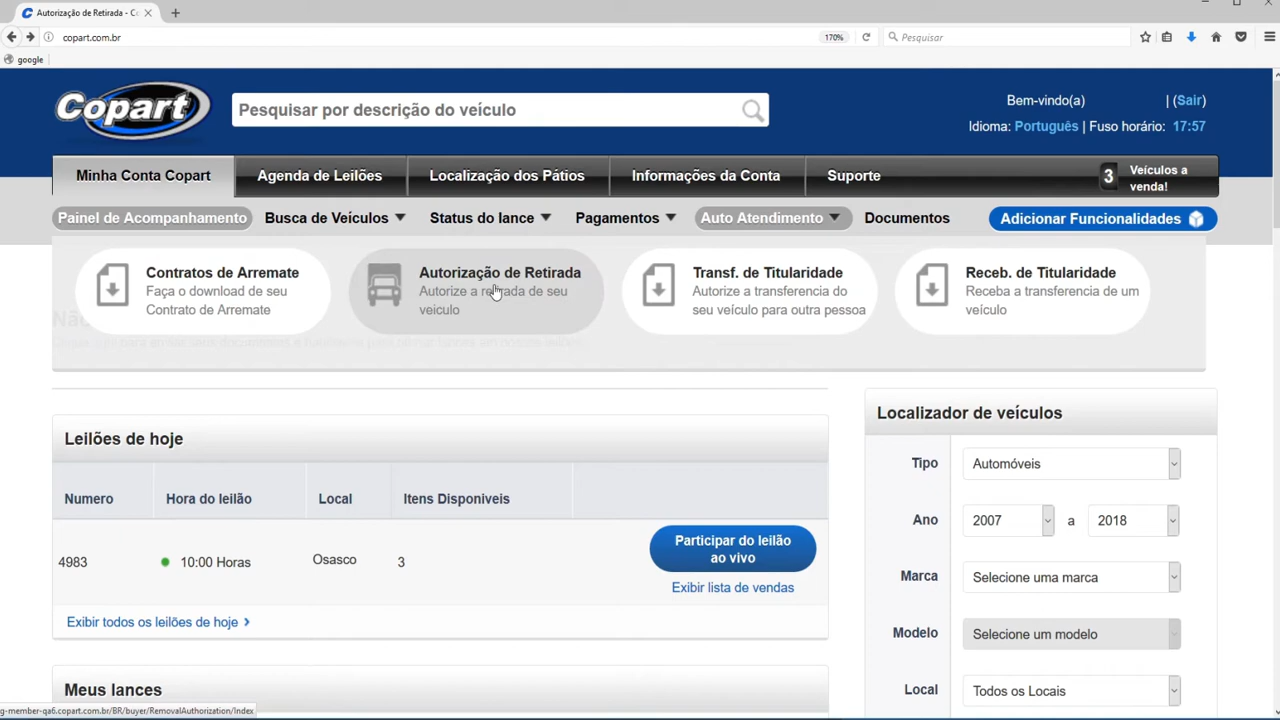 Autorização de Retirada - C
copart.com.br
170%
Pesquisar
google
Copart
Pesquisar por descrição do veículo
Bem-vindo(a) | (Sair)
Idioma: Português | Fuso horário: 17:57
Minha Conta Copart
Agenda de Leilões
Localização dos Pátios
Informações da Conta
Suporte
3
Veículos a
venda!
Painel de Acompanhamento
Busca de Veículos
Status do lance
Pagamentos
Auto Atendimento
Documentos
Adicionar Funcionalidades
Contratos de Arremate
Faça o download de seu
Contrato de Arremate
Autorização de Retirada
Autorize a retirada de seu
veiculo
Transf. de Titularidade
Autorize a transferencia do
seu veículo para outra pessoa
Receb. de Titularidade
Receba a transferencia de um
veículo
Leilões de hoje
Numero Hora do leilão Local Itens Disponiveis
4983 10:00 Horas Osasco 3
Participar do leilão
ao vivo
Exibir lista de vendas
Exibir todos os leilões de hoje
Meus lances
Localizador de veículos
Tipo Automóveis
Ano 2007 a 2018
Marca Selecione uma marca
Modelo Selecione um modelo
Local Todos os Locais
g-member-qa6.copart.com.br/BR/buyer/RemovalAuthorization/Index